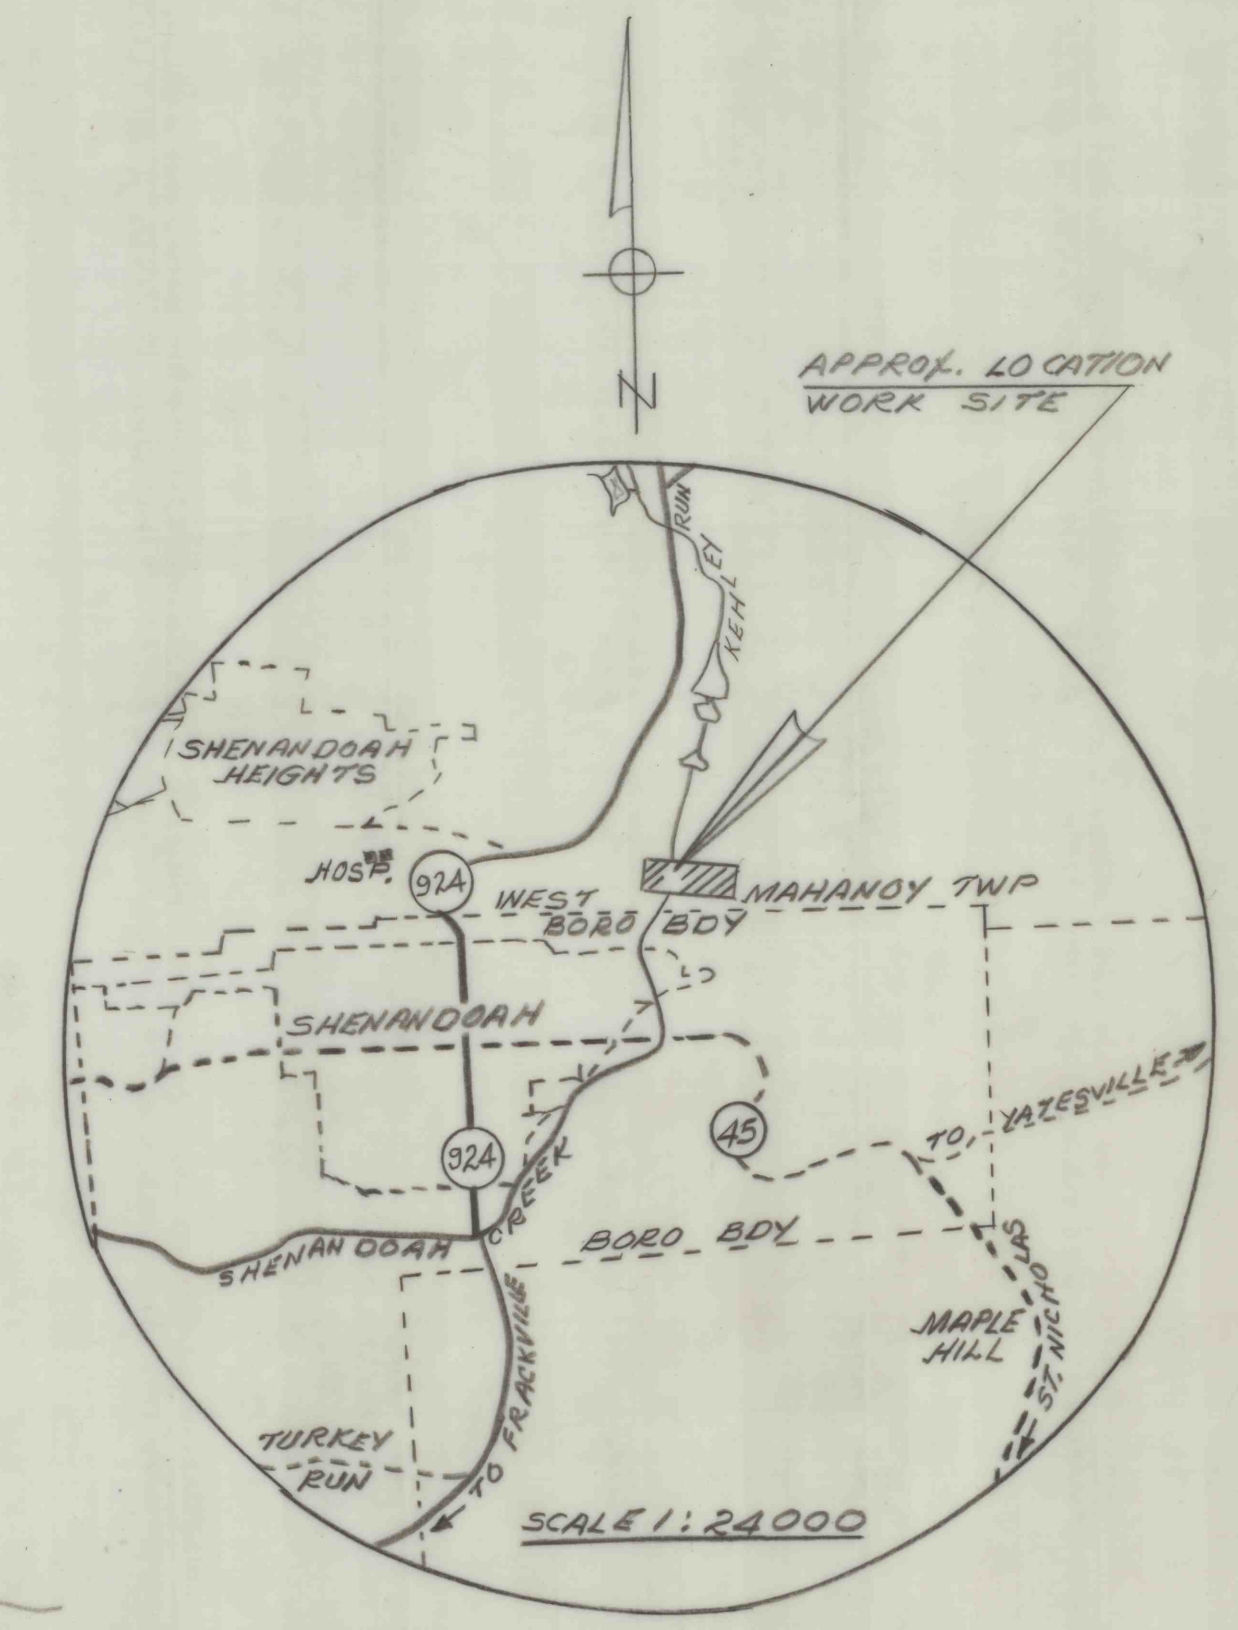 N
APPROX. LOCATION
WORK SITE
KEHLEY RUN
SHENANDOAH
HEIGHTS
HOSP.
924
WEST MAHANOY TWP
BORO BDY
SHENANDOAH
TO YATESVILLE
45
924
SHENANDOAH CREEK
BORO BDY
ST. NICHOLAS
MAPLE
HILL
TO FRACKVILLE
TURKEY
RUN
SCALE 1:24000